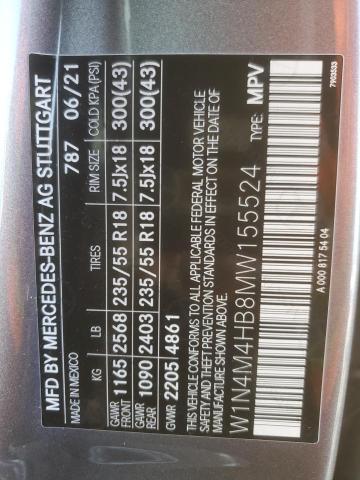 MFD BY MERCEDES-BENZ AG STUTTGART
MADE IN MEXICO 787 06/21
KG LB TIRES RIM SIZE COLD KPA(PSI)
GAWR FRONT 1165 2568 235/55 R18 7.5Jx18 300(43)
GAWR REAR 1090 2403 235/55 R18 7.5Jx18 300(43)
GVWR 2205 4861
THIS VEHICLE CONFORMS TO ALL APPLICABLE FEDERAL MOTOR VEHICLE
SAFETY AND THEFT PREVENTION STANDARDS IN EFFECT ON THE DATE OF
MANUFACTURE SHOWN ABOVE.
W1N4M4HB8MW155524 TYPE: MPV
A 000 817 54 04 7903533